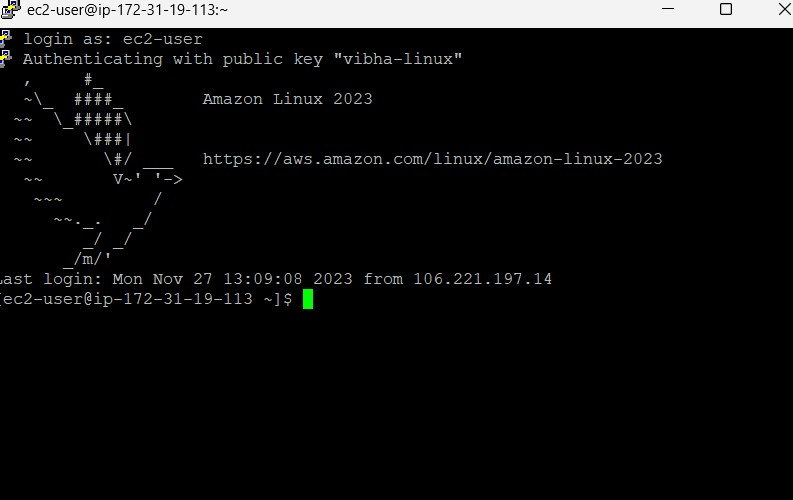 ec2-user@ip-172-31-19-113:~
login as: ec2-user
Authenticating with public key "vibha-linux"
   ,     #_
   ~\_  ####_        Amazon Linux 2023
  ~~  \_#####\
  ~~     \###|
  ~~       \#/ ___   https://aws.amazon.com/linux/amazon-linux-2023
   ~~       V~' '->
    ~~~         /
      ~~._.   _/
         _/ _/
       _/m/'
Last login: Mon Nov 27 13:09:08 2023 from 106.221.197.14
[ec2-user@ip-172-31-19-113 ~]$